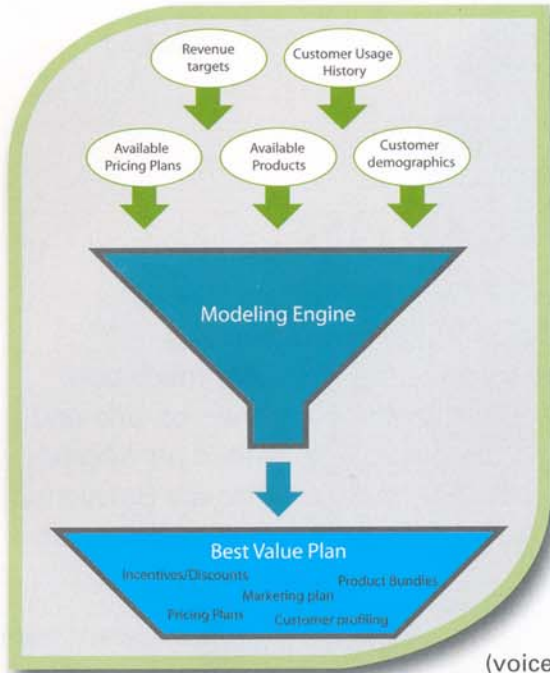 Revenue
targets
Customer Usage
History
Available
Pricing Plans
Available
Products
Customer
demographics
Modeling Engine
Best Value Plan
Incentives/Discounts
Product Bundles
Marketing plan
Pricing Plans
Customer profiling
(voice